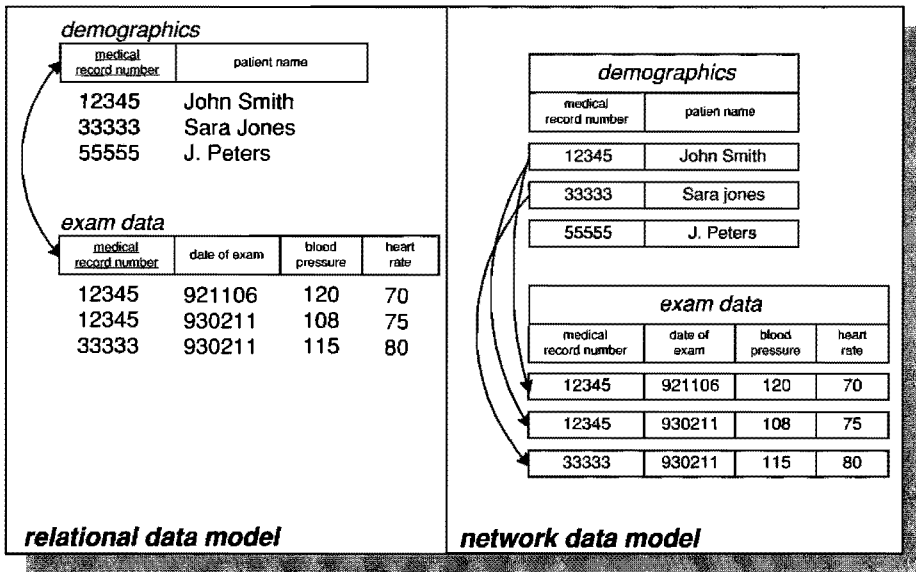 demographics
medical record number patient name
12345 John Smith
33333 Sara Jones
55555 J. Peters
exam data
medical record number date of exam blood pressure heart rate
12345 921106 120 70
12345 930211 108 75
33333 930211 115 80
relational data model
demographics
medical record number patien name
12345 John Smith
33333 Sara jones
55555 J. Peters
exam data
medical record number date of exam blood pressure heart rate
12345 921106 120 70
12345 930211 108 75
33333 930211 115 80
network data model